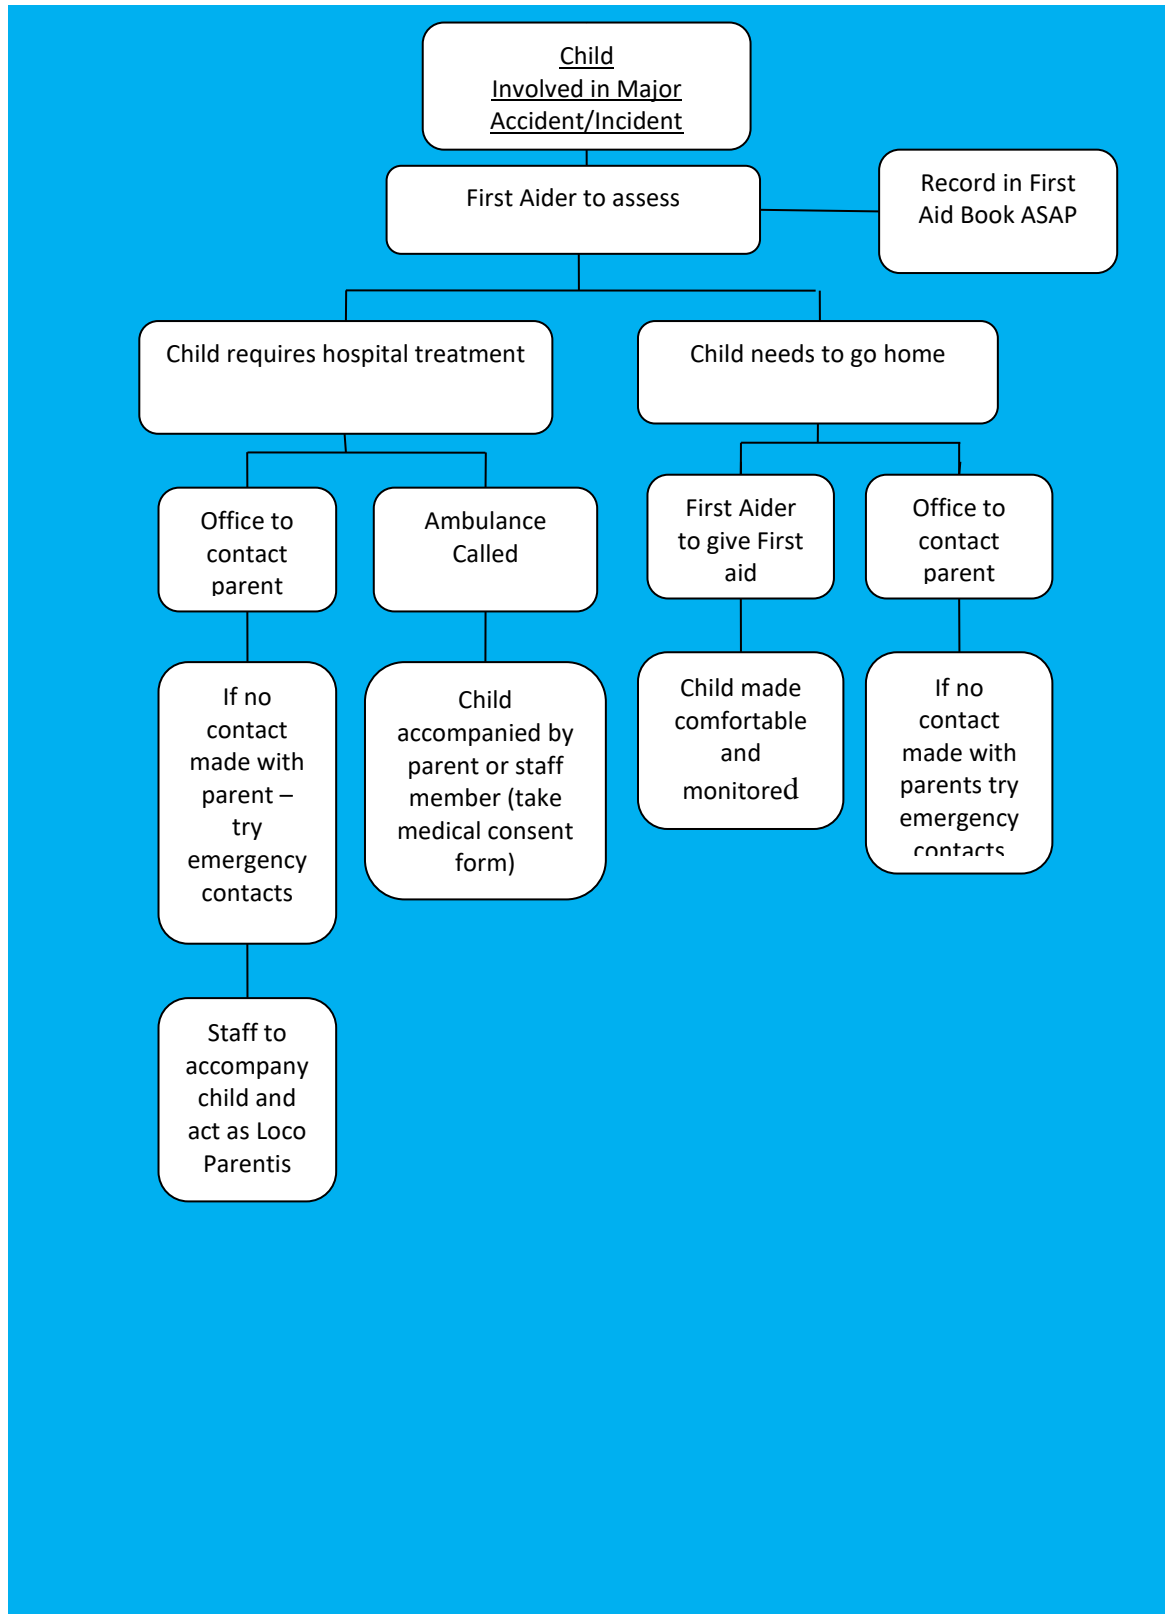 Child
Involved in Major
Accident/Incident
First Aider to assess
Record in First
Aid Book ASAP
Child requires hospital treatment
Child needs to go home
Office to
contact
parent
Ambulance
Called
First Aider
to give First
aid
Office to
contact
parent
If no
contact
made with
parent –
try
emergency
contacts
Child
accompanied by
parent or staff
member (take
medical consent
form)
Child made
comfortable
and
monitored
If no
contact
made with
parents try
emergency
contacts
Staff to
accompany
child and
act as Loco
Parentis